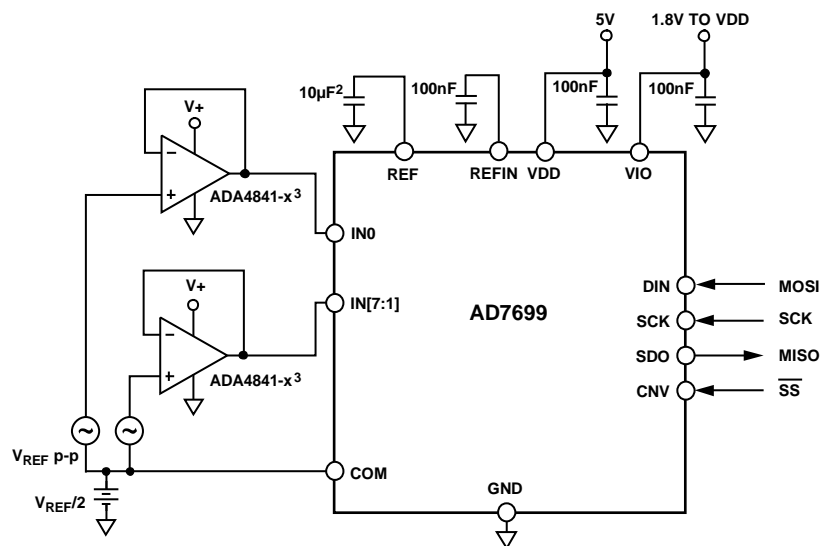 5V
1.8V TO VDD
10µF²
100nF
100nF
100nF
V+
–
+
ADA4841-x³
REF
REFIN
VDD
VIO
IN0
V+
–
+
ADA4841-x³
IN[7:1]
AD7699
DIN
MOSI
SCK
SCK
SDO
MISO
CNV
SS
VREF p-p
COM
VREF/2
GND